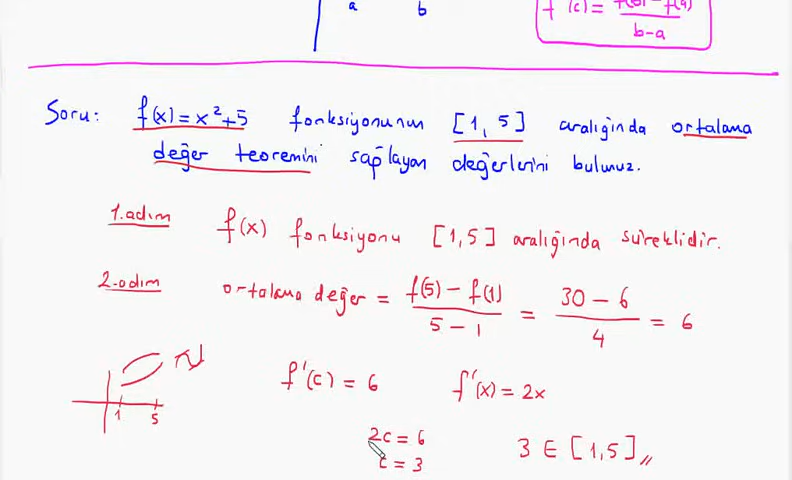 a b
f'(c) = f(b) - f(a) / b-a
Soru: f(x) = x²+5 fonksiyonunun [1, 5] aralığında ortalama
değer teoremini sağlayan değerlerini bulunuz.
1.adım f(x) fonksiyonu [1,5] aralığında süreklidir.
2.adım ortalama değer = f(5) - f(1) / 5 - 1 = 30 - 6 / 4 = 6
f'(c) = 6 f'(x) = 2x
1 5
2c = 6
c = 3
3 ∈ [1,5]